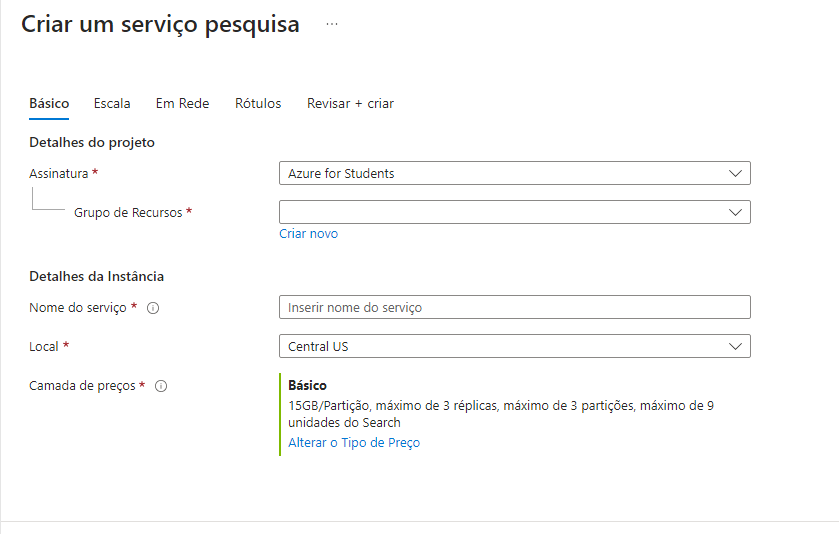 Criar um serviço pesquisa ...
Básico Escala Em Rede Rótulos Revisar + criar
Detalhes do projeto
Assinatura * Azure for Students
Grupo de Recursos *
Criar novo
Detalhes da Instância
Nome do serviço * Inserir nome do serviço
Local * Central US
Camada de preços * Básico
15GB/Partição, máximo de 3 réplicas, máximo de 3 partições, máximo de 9
unidades do Search
Alterar o Tipo de Preço